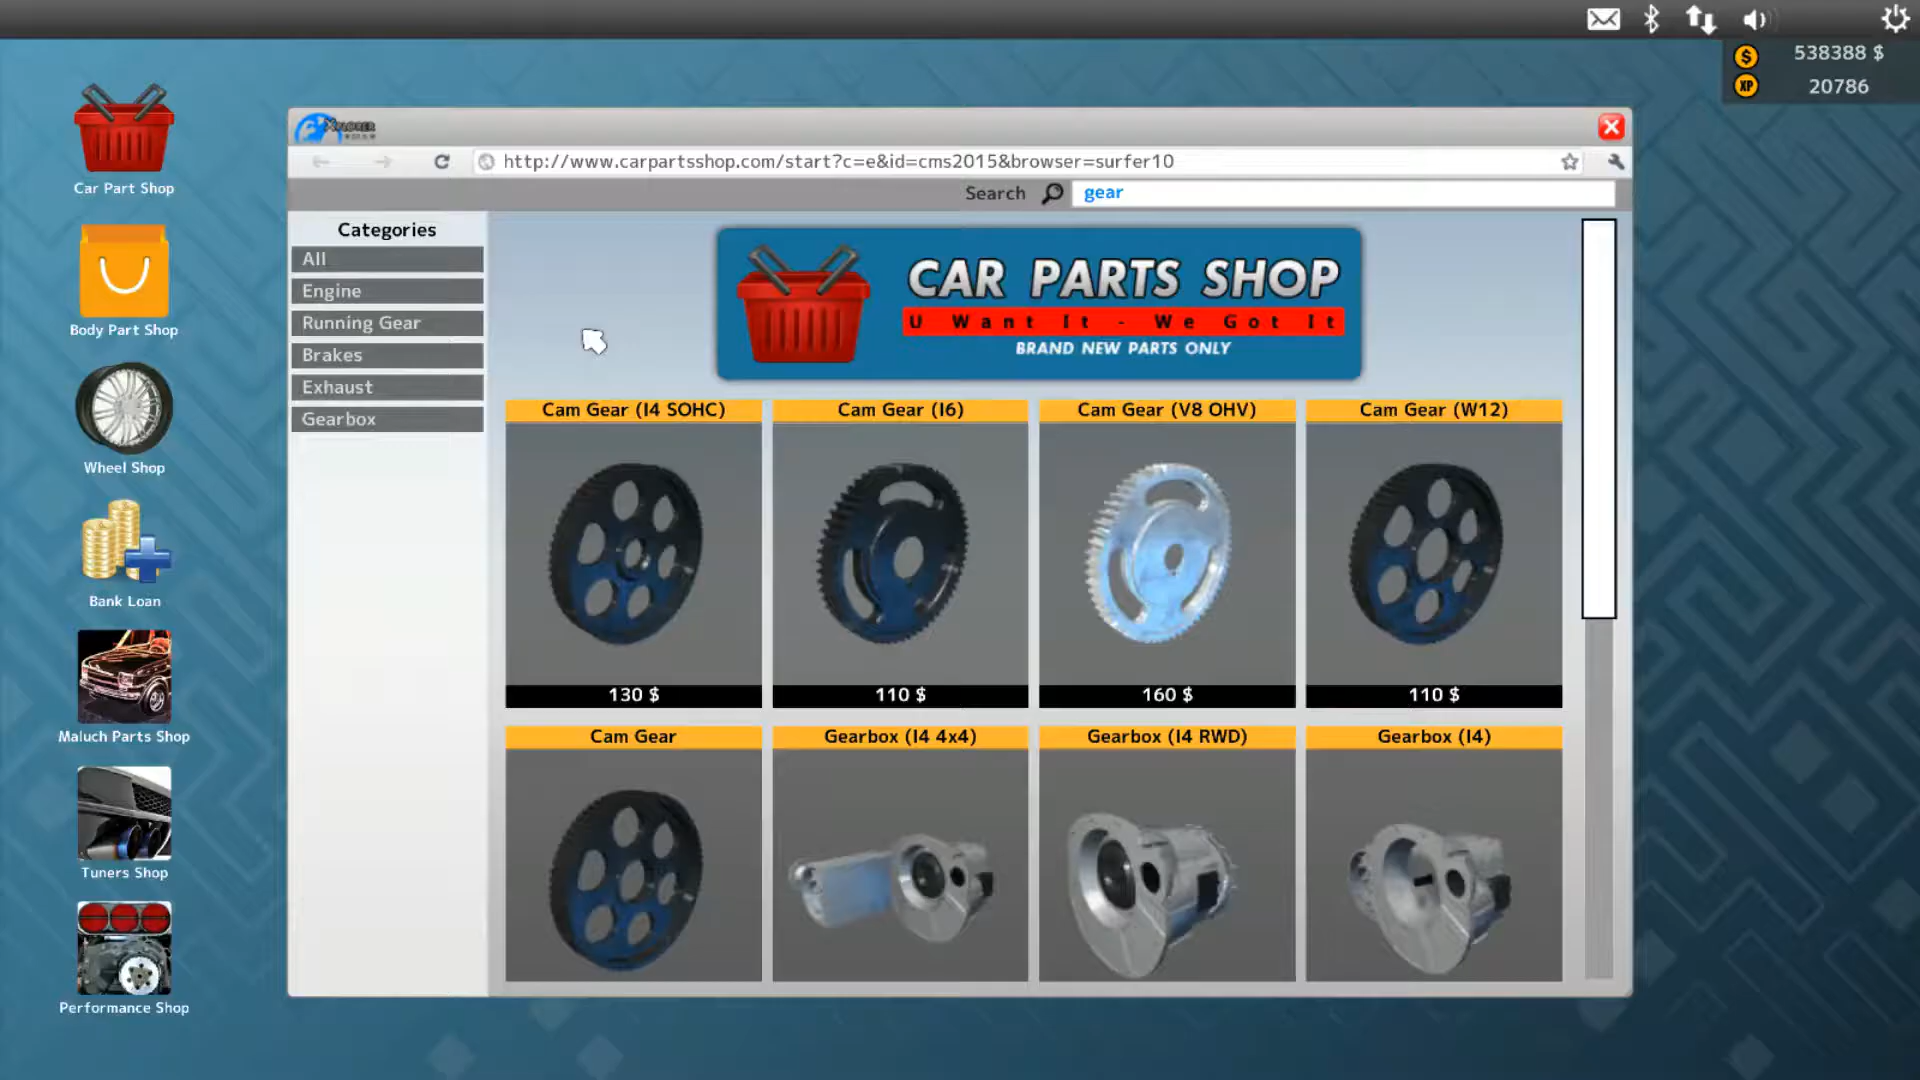 538388 $
XP 20786
Car Part Shop
Body Part Shop
Wheel Shop
Bank Loan
Maluch Parts Shop
Tuners Shop
Performance Shop
http://www.carpartsshop.com/start?c=e&id=cms2015&browser=surfer10
Search gear
Categories
All
Engine
Running Gear
Brakes
Exhaust
Gearbox
CAR PARTS SHOP
U Want It - We Got It
BRAND NEW PARTS ONLY
Cam Gear (I4 SOHC)
130 $
Cam Gear (I6)
110 $
Cam Gear (V8 OHV)
160 $
Cam Gear (W12)
110 $
Cam Gear
Gearbox (I4 4x4)
Gearbox (I4 RWD)
Gearbox (I4)